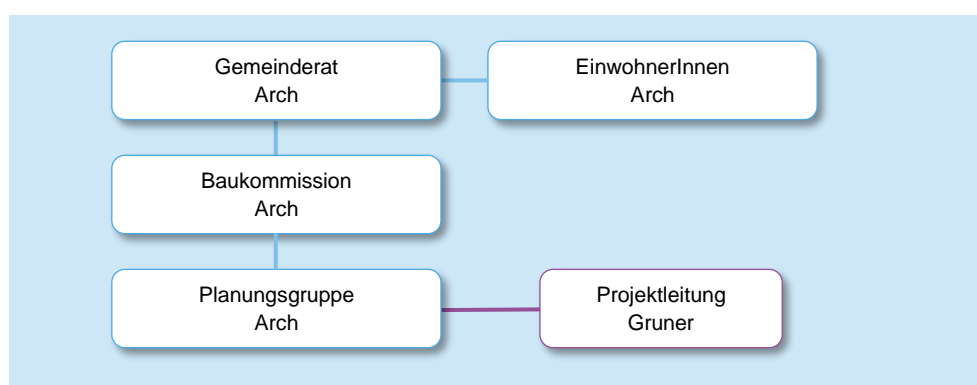 Gemeinderat
Arch
EinwohnerInnen
Arch
Baukommission
Arch
Planungsgruppe
Arch
Projektleitung
Gruner